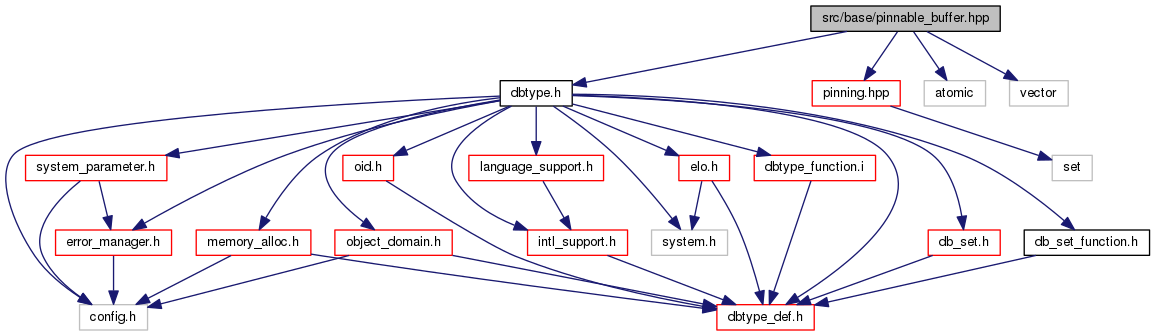 src/base/pinnable_buffer.hpp
dbtype.h
pinning.hpp
atomic
vector
system_parameter.h
oid.h
language_support.h
elo.h
dbtype_function.i
set
error_manager.h
memory_alloc.h
object_domain.h
intl_support.h
system.h
db_set.h
db_set_function.h
config.h
dbtype_def.h